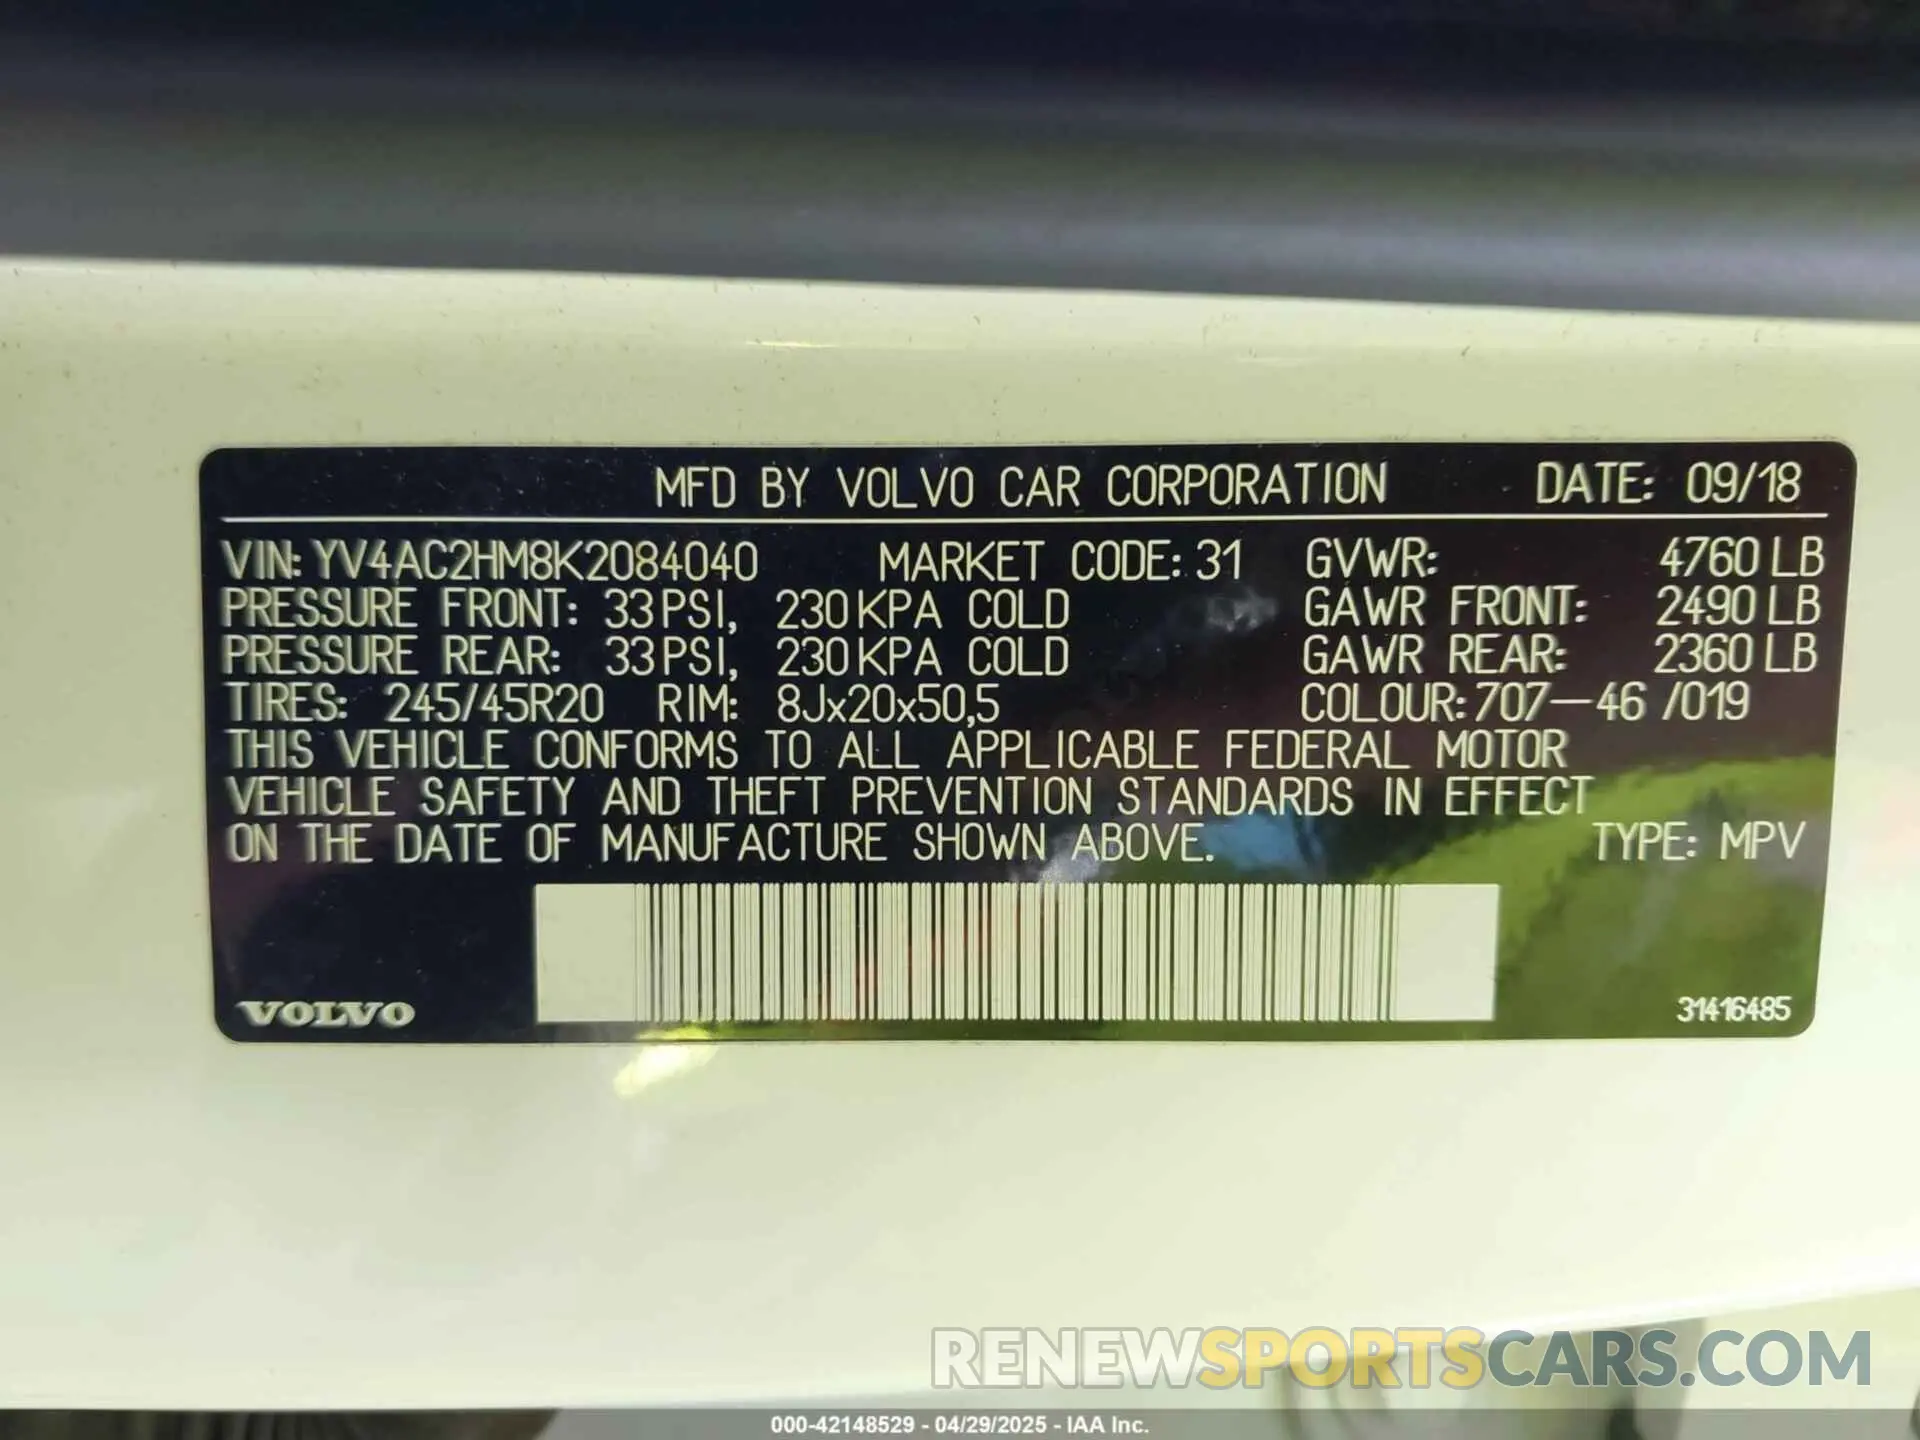 MFD BY VOLVO CAR CORPORATION DATE: 09/18
VIN: YV4AC2HM8K2084040 MARKET CODE: 31 GVWR: 4760 LB
PRESSURE FRONT: 33 PSI, 230 KPA COLD GAWR FRONT: 2490 LB
PRESSURE REAR: 33 PSI, 230 KPA COLD GAWR REAR: 2360 LB
TIRES: 245/45R20 RIM: 8Jx20x50,5 COLOUR: 707-46 /019
THIS VEHICLE CONFORMS TO ALL APPLICABLE FEDERAL MOTOR
VEHICLE SAFETY AND THEFT PREVENTION STANDARDS IN EFFECT
ON THE DATE OF MANUFACTURE SHOWN ABOVE. TYPE: MPV
VOLVO 31416485
RENEWSPORTSCARS.COM
000-42148529 - 04/29/2025 - IAA Inc.